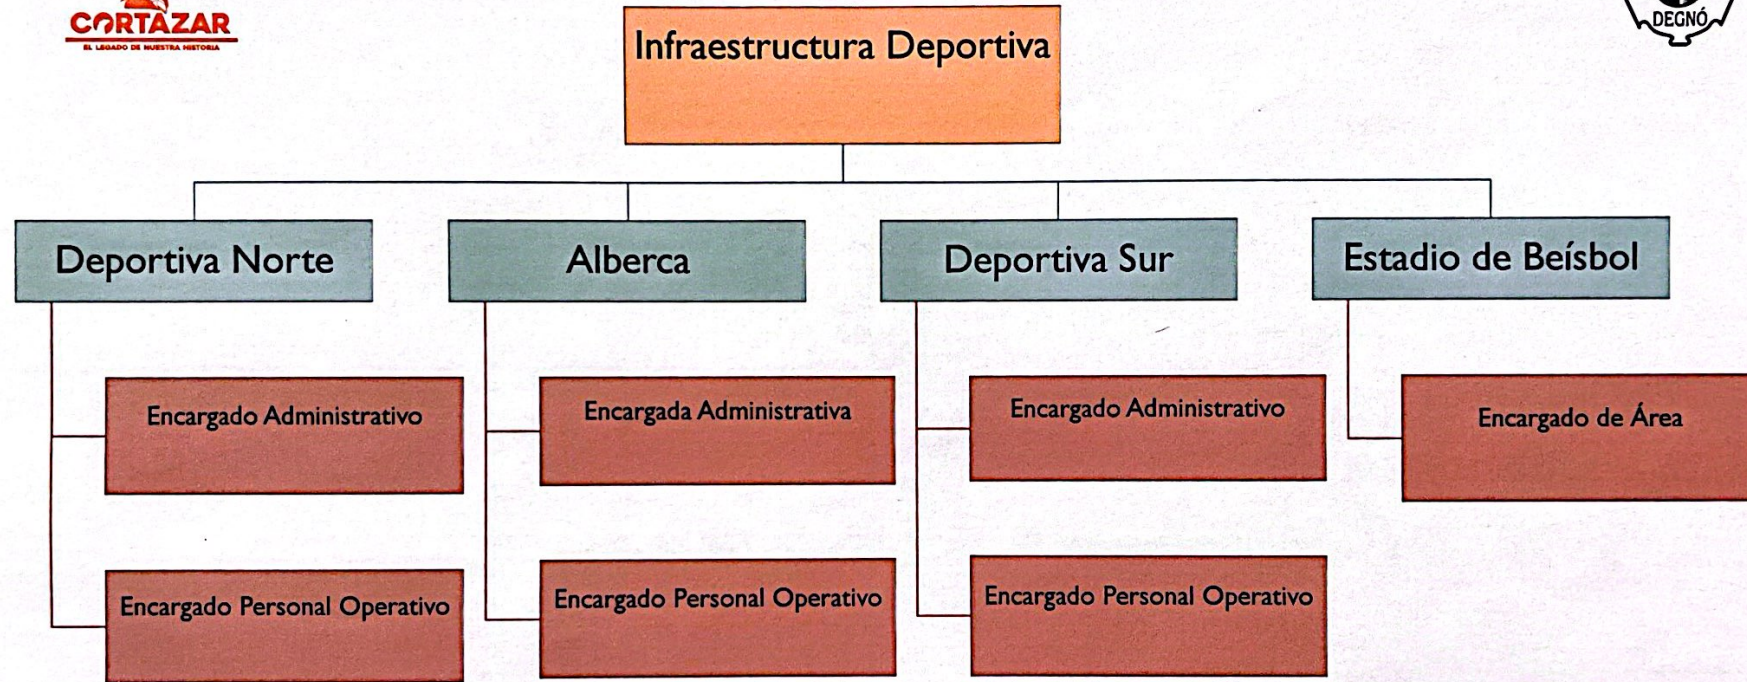 CORTAZAR
EL LEGADO DE NUESTRA HISTORIA
DEGNÓ
Infraestructura Deportiva
Deportiva Norte
Alberca
Deportiva Sur
Estadio de Beísbol
Encargado Administrativo
Encargada Administrativa
Encargado Administrativo
Encargado de Área
Encargado Personal Operativo
Encargado Personal Operativo
Encargado Personal Operativo